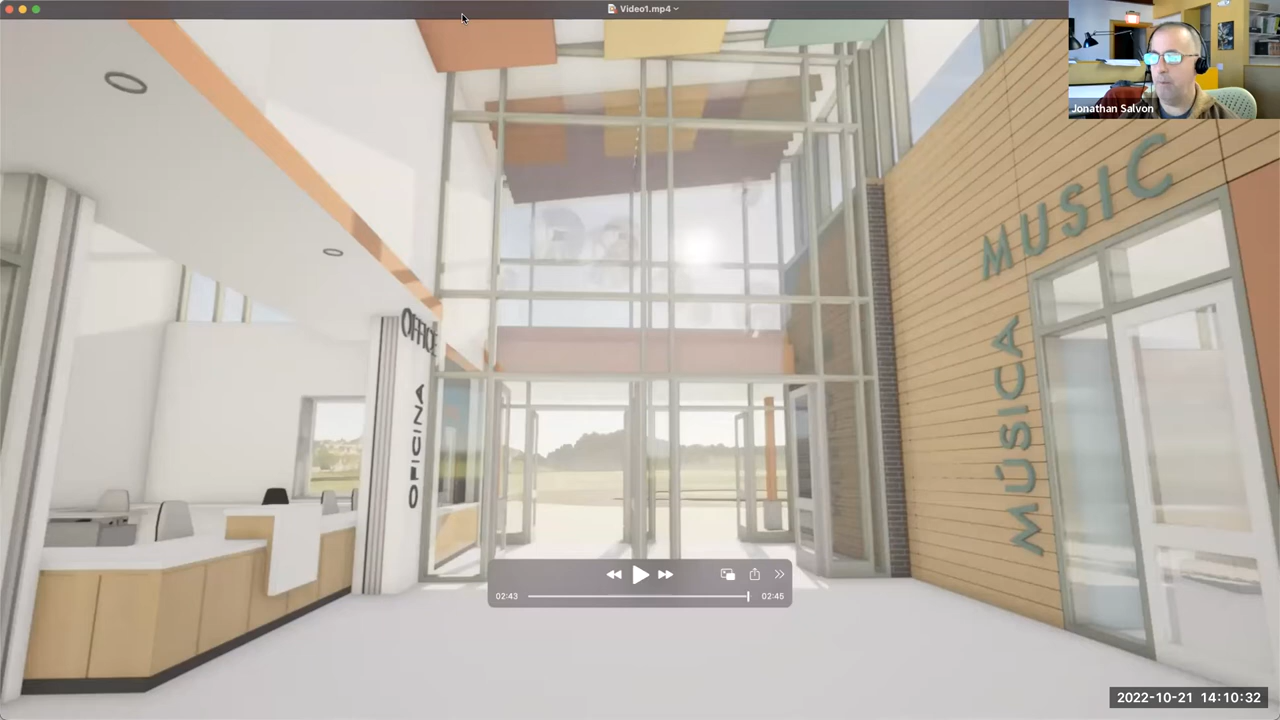 Video1.mp4
Jonathan Salvon
MUSIC
MÚSICA
OFFICE
OFICINA
02:43
02:45
2022-10-21 14:10:32